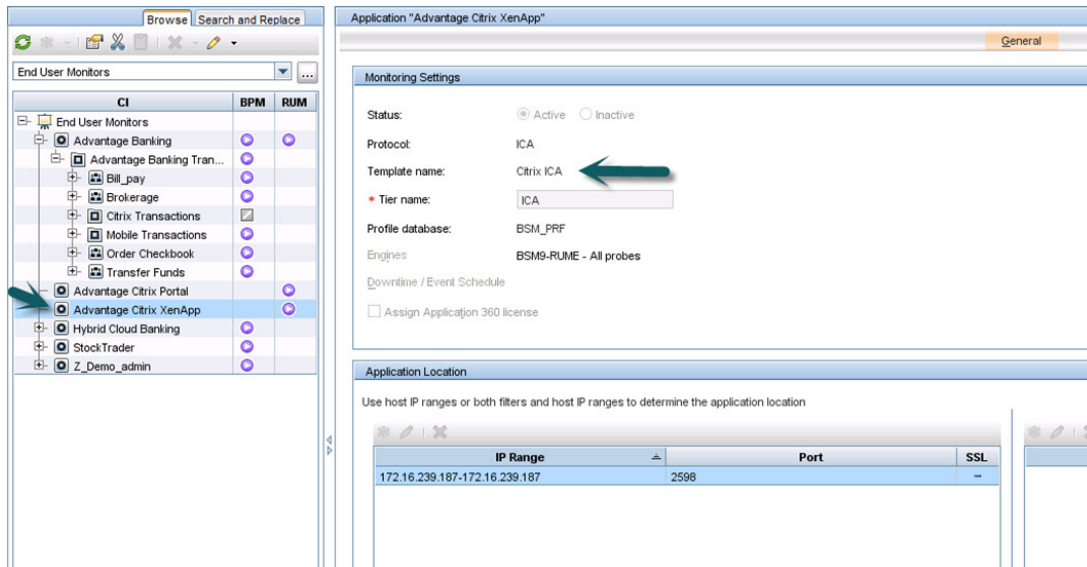 Browse Search and Replace
End User Monitors ...
CI BPM RUM
End User Monitors
Advantage Banking
Advantage Banking Tran...
Bill_pay
Brokerage
Citrix Transactions
Mobile Transactions
Order Checkbook
Transfer Funds
Advantage Citrix Portal
Advantage Citrix XenApp
Hybrid Cloud Banking
StockTrader
Z_Demo_admin
Application "Advantage Citrix XenApp"
General
Monitoring Settings
Status: Active Inactive
Protocol: ICA
Template name: Citrix ICA
* Tier name: ICA
Profile database: BSM_PRF
Engines BSM9-RUME - All probes
Downtime / Event Schedule
Assign Application 360 license
Application Location
Use host IP ranges or both filters and host IP ranges to determine the application location
IP Range Port SSL
172.16.239.187-172.16.239.187 2598 --